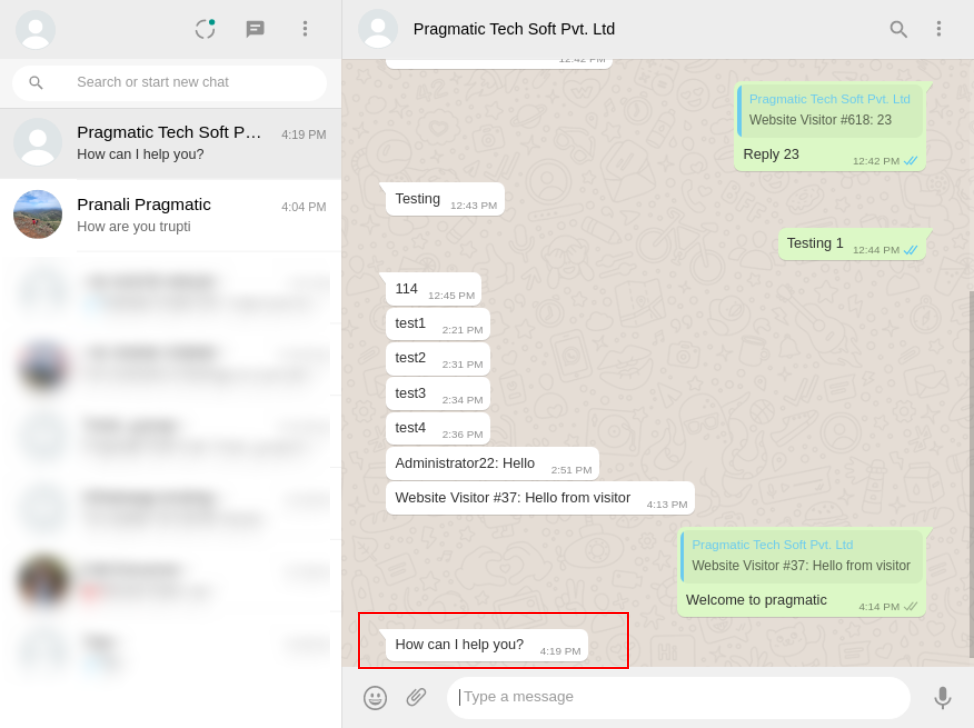 Search or start new chat
Pragmatic Tech Soft P…
4:19 PM
How can I help you?
Pranali Pragmatic
4:04 PM
How are you trupti
Pragmatic Tech Soft Pvt. Ltd
12:42 PM
Pragmatic Tech Soft Pvt. Ltd
Website Visitor #618: 23
Reply 23
12:42 PM
Testing
12:43 PM
Testing 1
12:44 PM
114
12:45 PM
test1
2:21 PM
test2
2:31 PM
test3
2:34 PM
test4
2:36 PM
Administrator22: Hello
2:51 PM
Website Visitor #37: Hello from visitor
4:13 PM
Pragmatic Tech Soft Pvt. Ltd
Website Visitor #37: Hello from visitor
Welcome to pragmatic
4:14 PM
How can I help you?
4:19 PM
Type a message